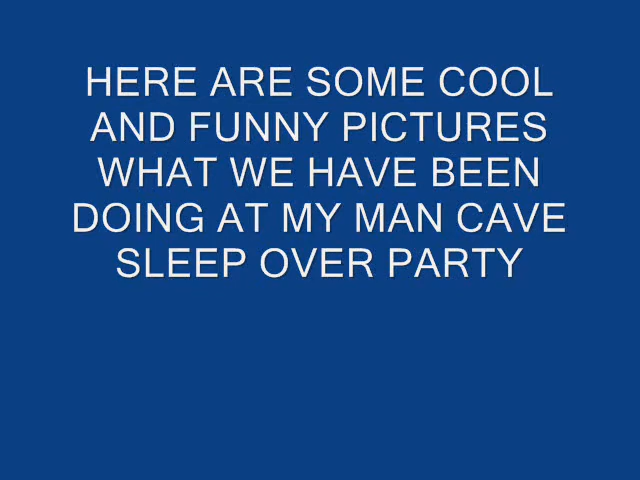 HERE ARE SOME COOL
AND FUNNY PICTURES
WHAT WE HAVE BEEN
DOING AT MY MAN CAVE
SLEEP OVER PARTY